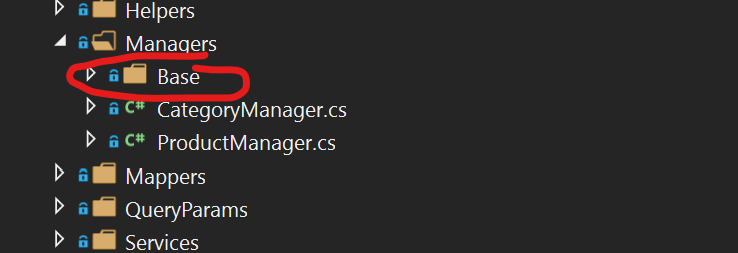 Helpers
Managers
Base
C# CategoryManager.cs
C# ProductManager.cs
Mappers
QueryParams
Services